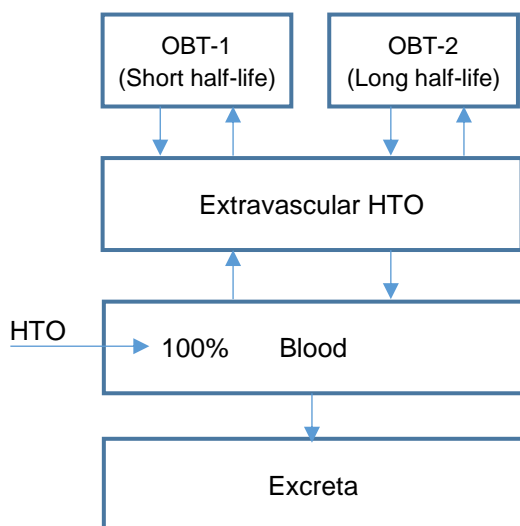 OBT-1
(Short half-life)
OBT-2
(Long half-life)
Extravascular HTO
HTO
100% Blood
Excreta